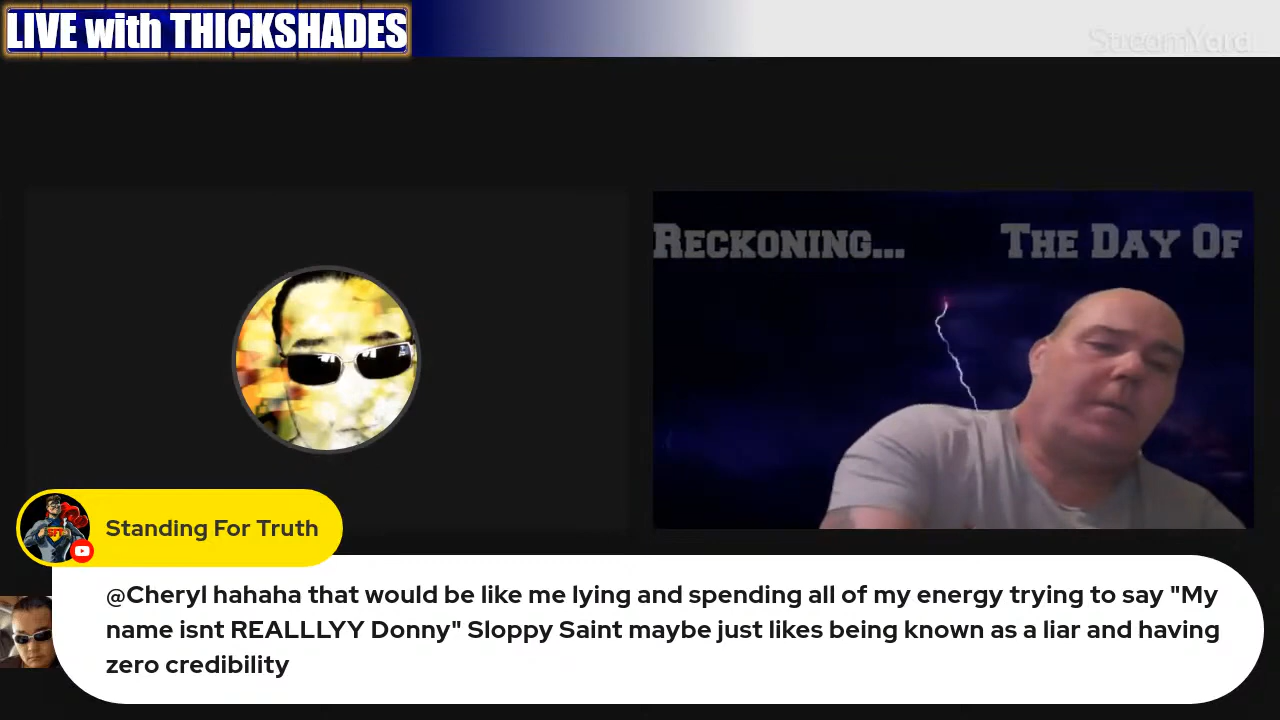 LIVE with THICKSHADES
StreamYard
RECKONING...
THE DAY OF
SFT
Standing For Truth
@Cheryl hahaha that would be like me lying and spending all of my energy trying to say "My
name isnt REALLLYY Donny" Sloppy Saint maybe just likes being known as a liar and having
zero credibility